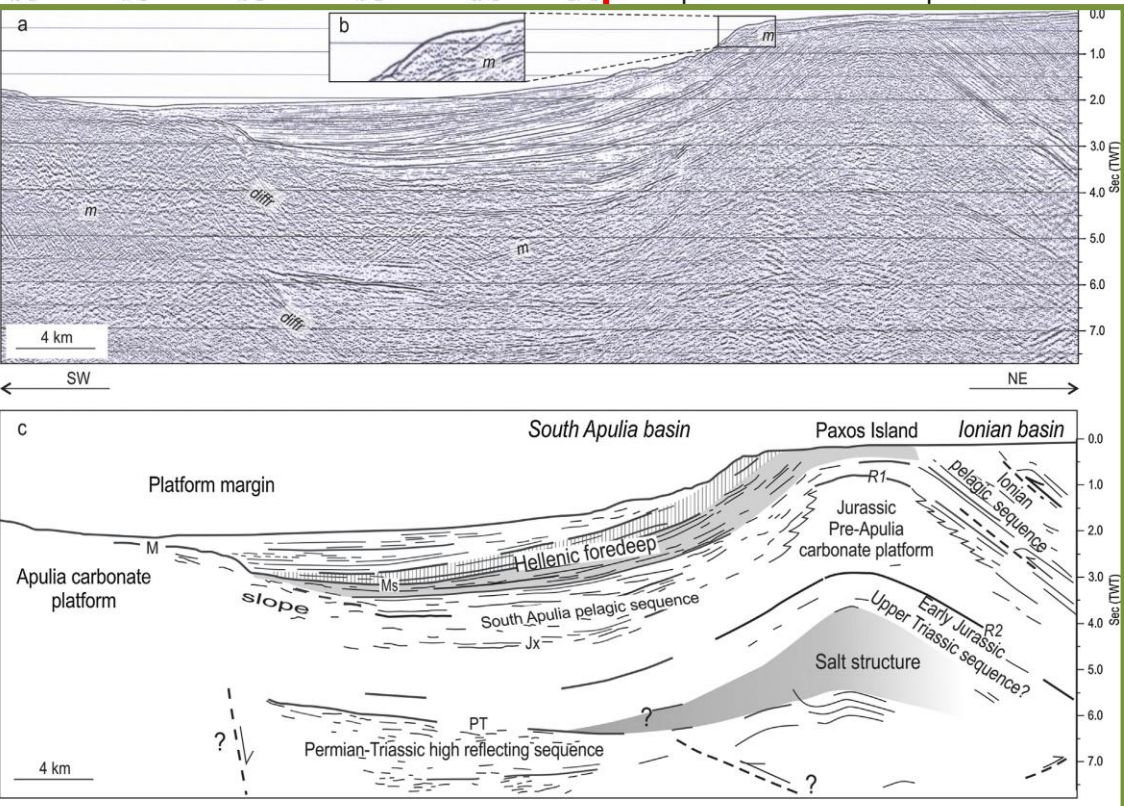 a
b
m
m
0.0
1.0
2.0
3.0
4.0
5.0
6.0
7.0
Sec (TWT)
diffr
m
m
diffr
4 km
SW
NE
c
South Apulia basin
Paxos Island
Ionian basin
Platform margin
R1
Ionian
pelagic sequence
Jurassic
Pre-Apulia
carbonate platform
M
Apulia carbonate
platform
Hellenic foredeep
Ms
slope
South Apulia pelagic sequence
Jx
R2
Early Jurassic
Upper Triassic sequence?
Salt structure
?
PT
?
Permian-Triassic high reflecting sequence
?
4 km
0.0
1.0
2.0
3.0
4.0
5.0
6.0
7.0
Sec (TWT)